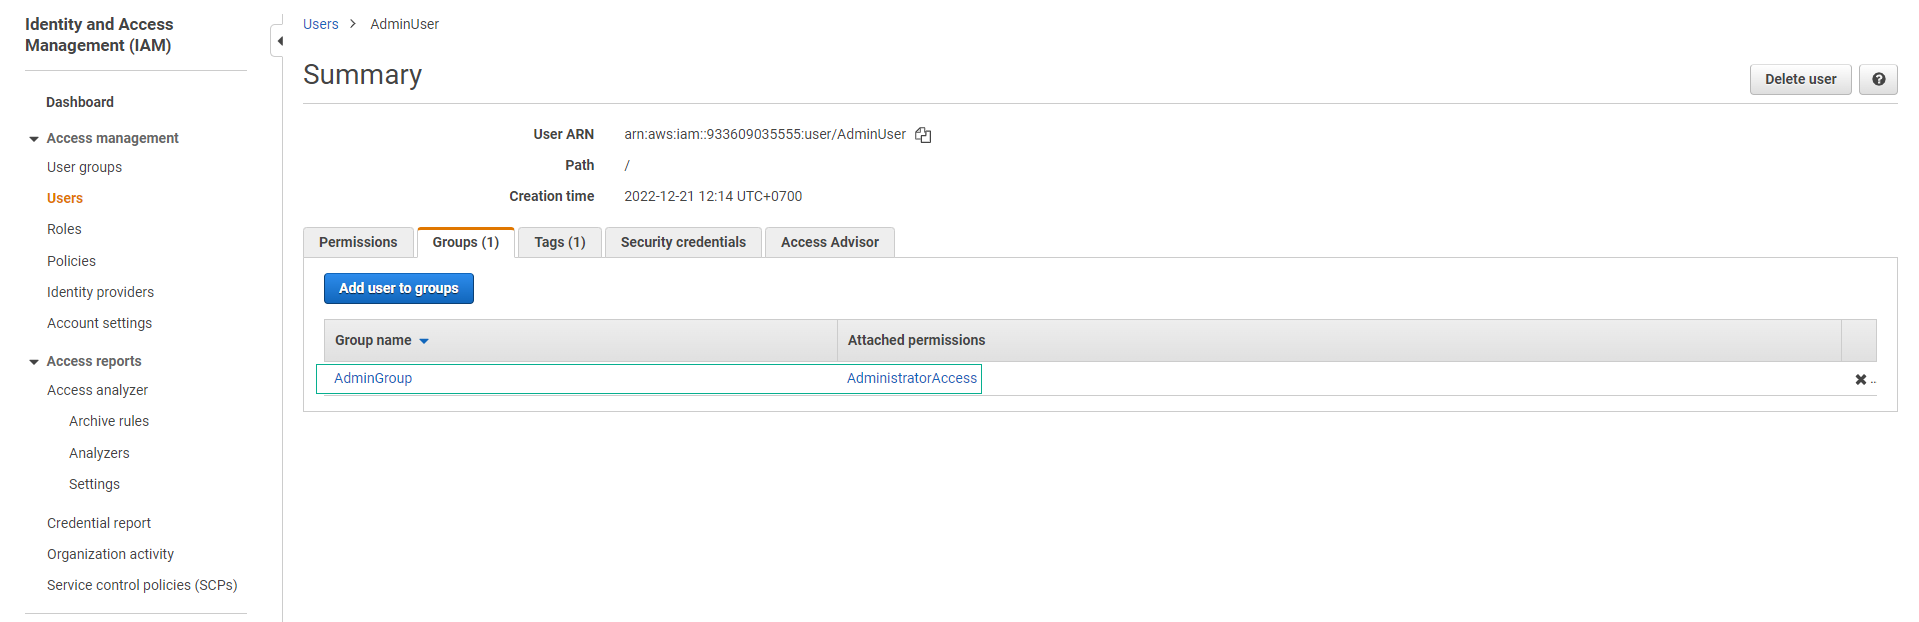 Identity and Access
Management (IAM)
Dashboard
Access management
User groups
Users
Roles
Policies
Identity providers
Account settings
Access reports
Access analyzer
Archive rules
Analyzers
Settings
Credential report
Organization activity
Service control policies (SCPs)
Users > AdminUser
Summary
Delete user
User ARN arn:aws:iam::933609035555:user/AdminUser
Path /
Creation time 2022-12-21 12:14 UTC+0700
Permissions Groups (1) Tags (1) Security credentials Access Advisor
Add user to groups
Group name Attached permissions
AdminGroup AdministratorAccess ..